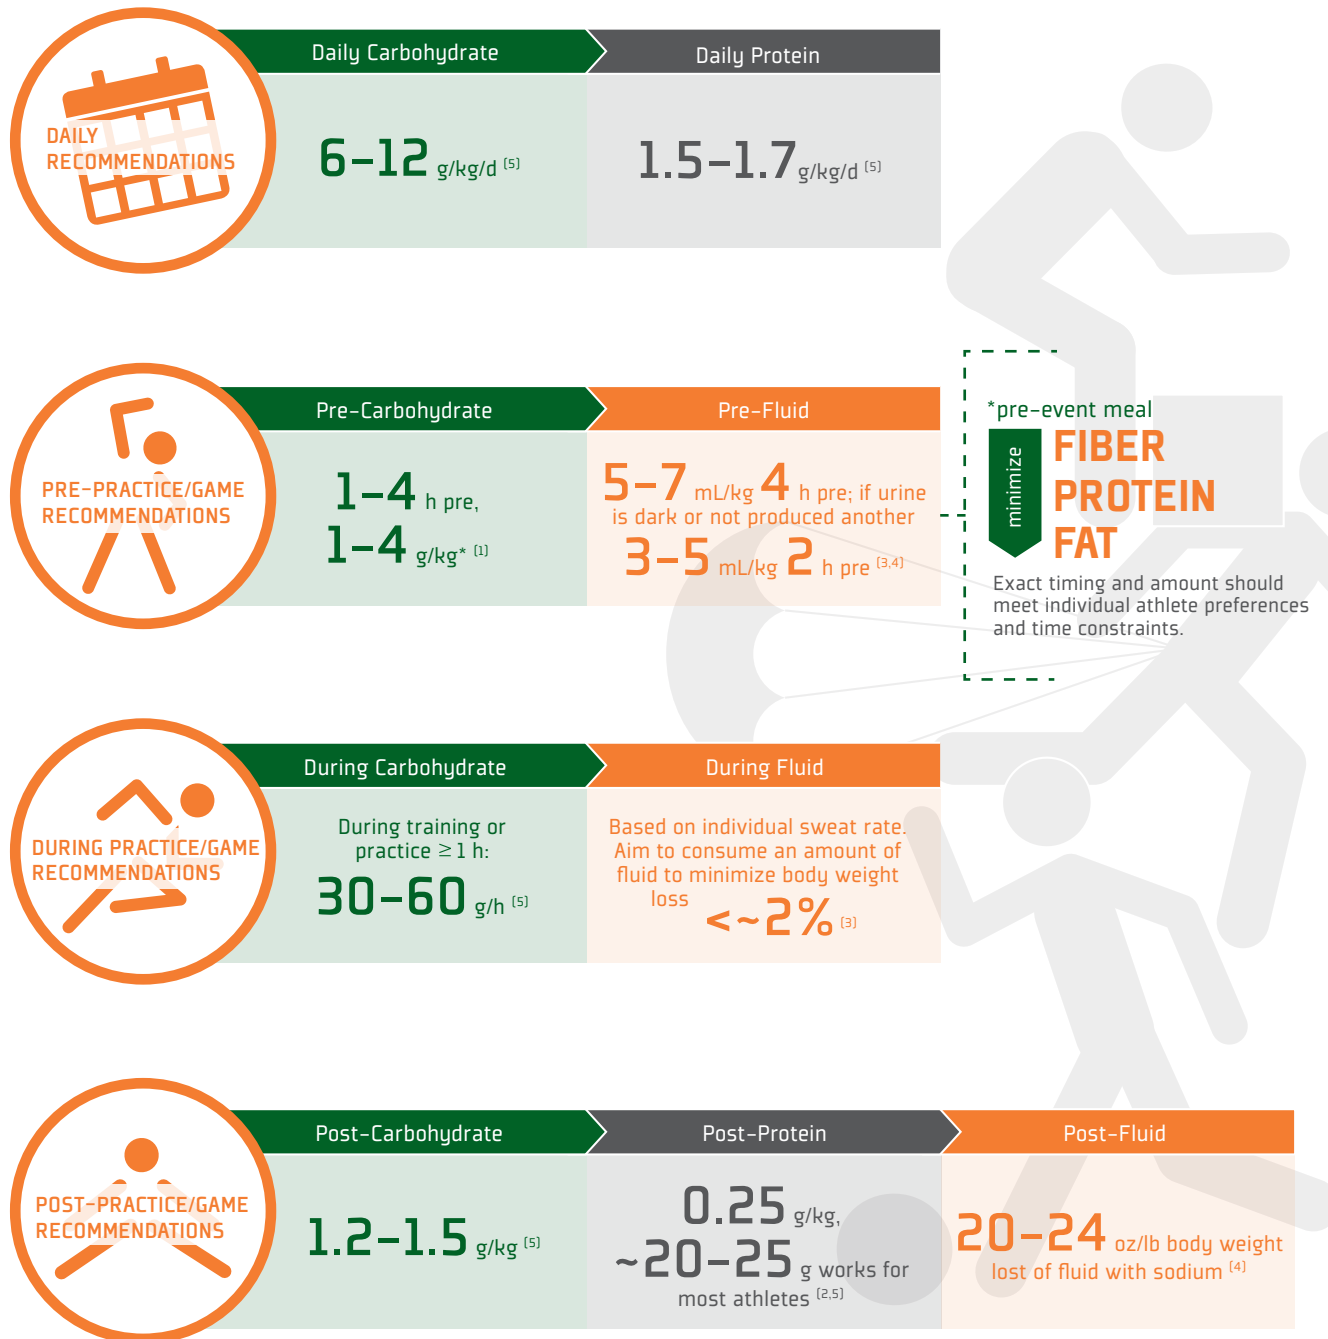 Daily Carbohydrate
Daily Protein
DAILY
RECOMMENDATIONS
6–12 g/kg/d [5]
1.5–1.7 g/kg/d [5]
Pre-Carbohydrate
Pre-Fluid
PRE-PRACTICE/GAME
RECOMMENDATIONS
1–4 h pre,
1–4 g/kg* [1]
5–7 mL/kg 4 h pre; if urine
is dark or not produced another
3–5 mL/kg 2 h pre [3,4]
*pre-event meal
minimize
FIBER
PROTEIN
FAT
Exact timing and amount should
meet individual athlete preferences
and time constraints.
During Carbohydrate
During Fluid
DURING PRACTICE/GAME
RECOMMENDATIONS
During training or
practice ≥1 h:
30–60 g/h [5]
Based on individual sweat rate.
Aim to consume an amount of
fluid to minimize body weight
loss <~2% [3]
Post-Carbohydrate
Post-Protein
Post-Fluid
POST-PRACTICE/GAME
RECOMMENDATIONS
1.2–1.5 g/kg [5]
0.25 g/kg,
~20–25 g works for
most athletes [2,5]
20–24 oz/lb body weight
lost of fluid with sodium [4]